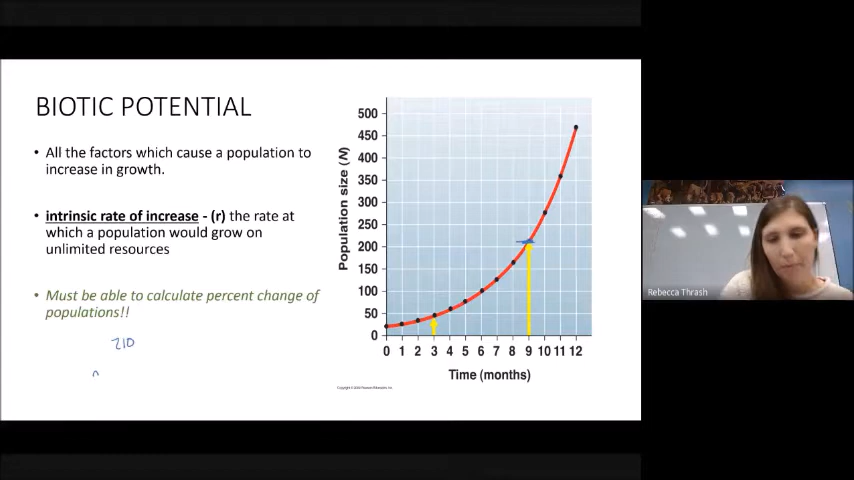 BIOTIC POTENTIAL
• All the factors which cause a population to
increase in growth.
• intrinsic rate of increase - (r) the rate at
which a population would grow on
unlimited resources
• Must be able to calculate percent change of
populations!!
210
500
450
400
350
300
250
200
150
100
50
0
Population size (N)
0 1 2 3 4 5 6 7 8 9 10 11 12
Time (months)
Rebecca Thrash